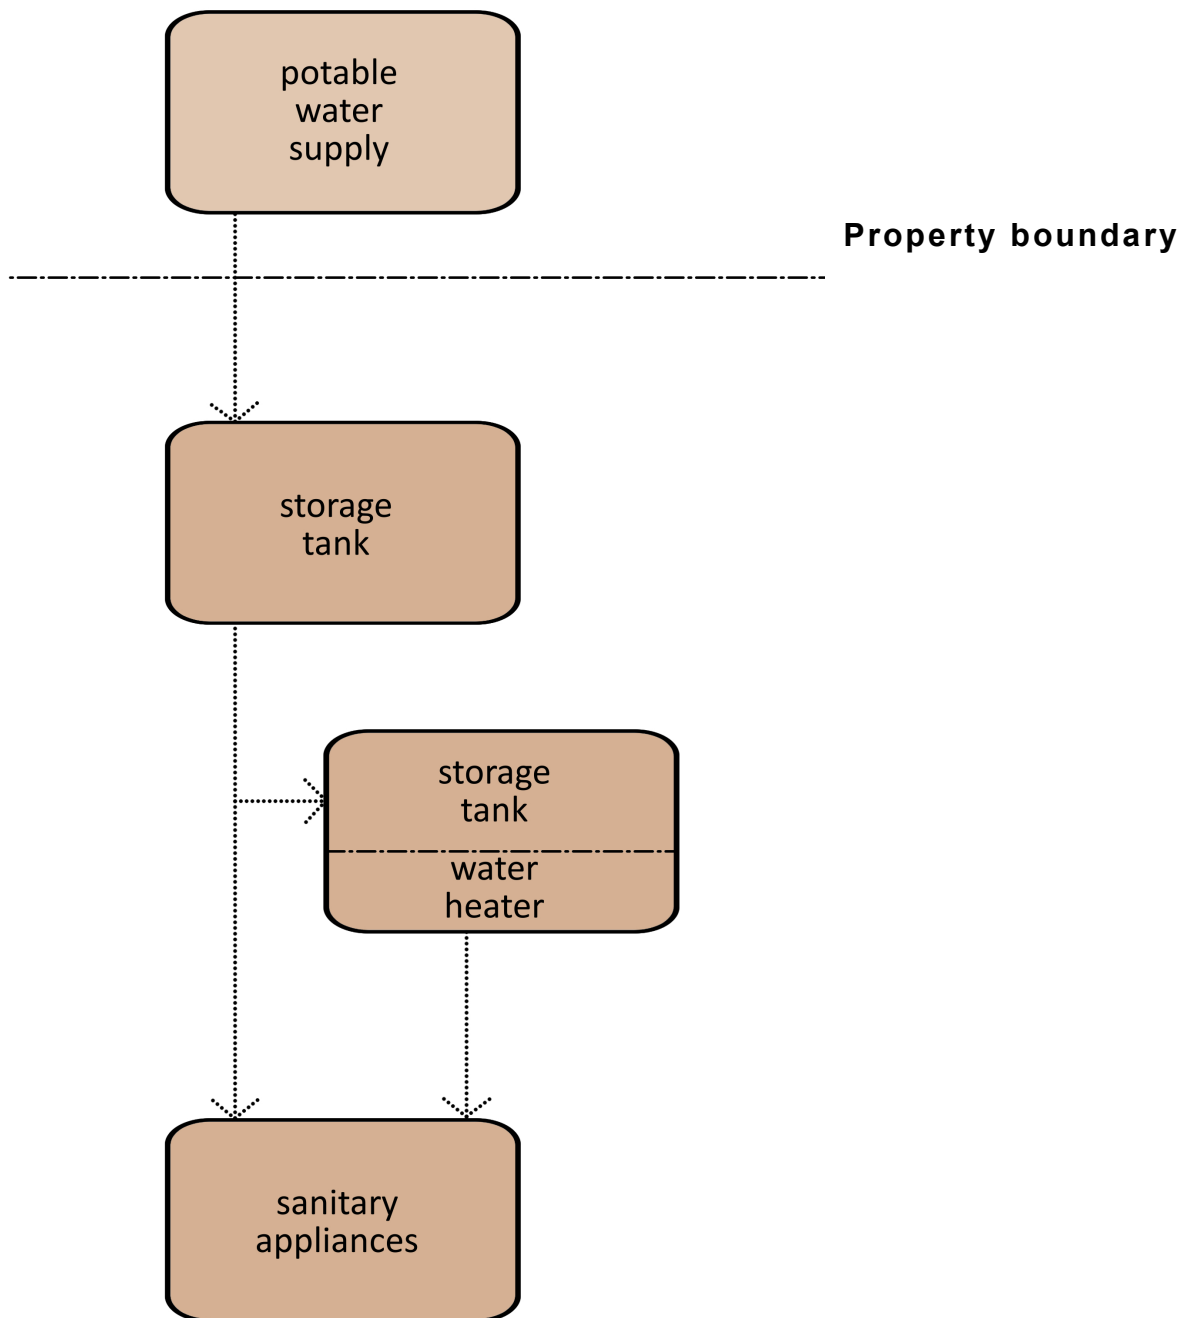 potable
water
supply
Property boundary
storage
tank
storage
tank
water
heater
sanitary
appliances